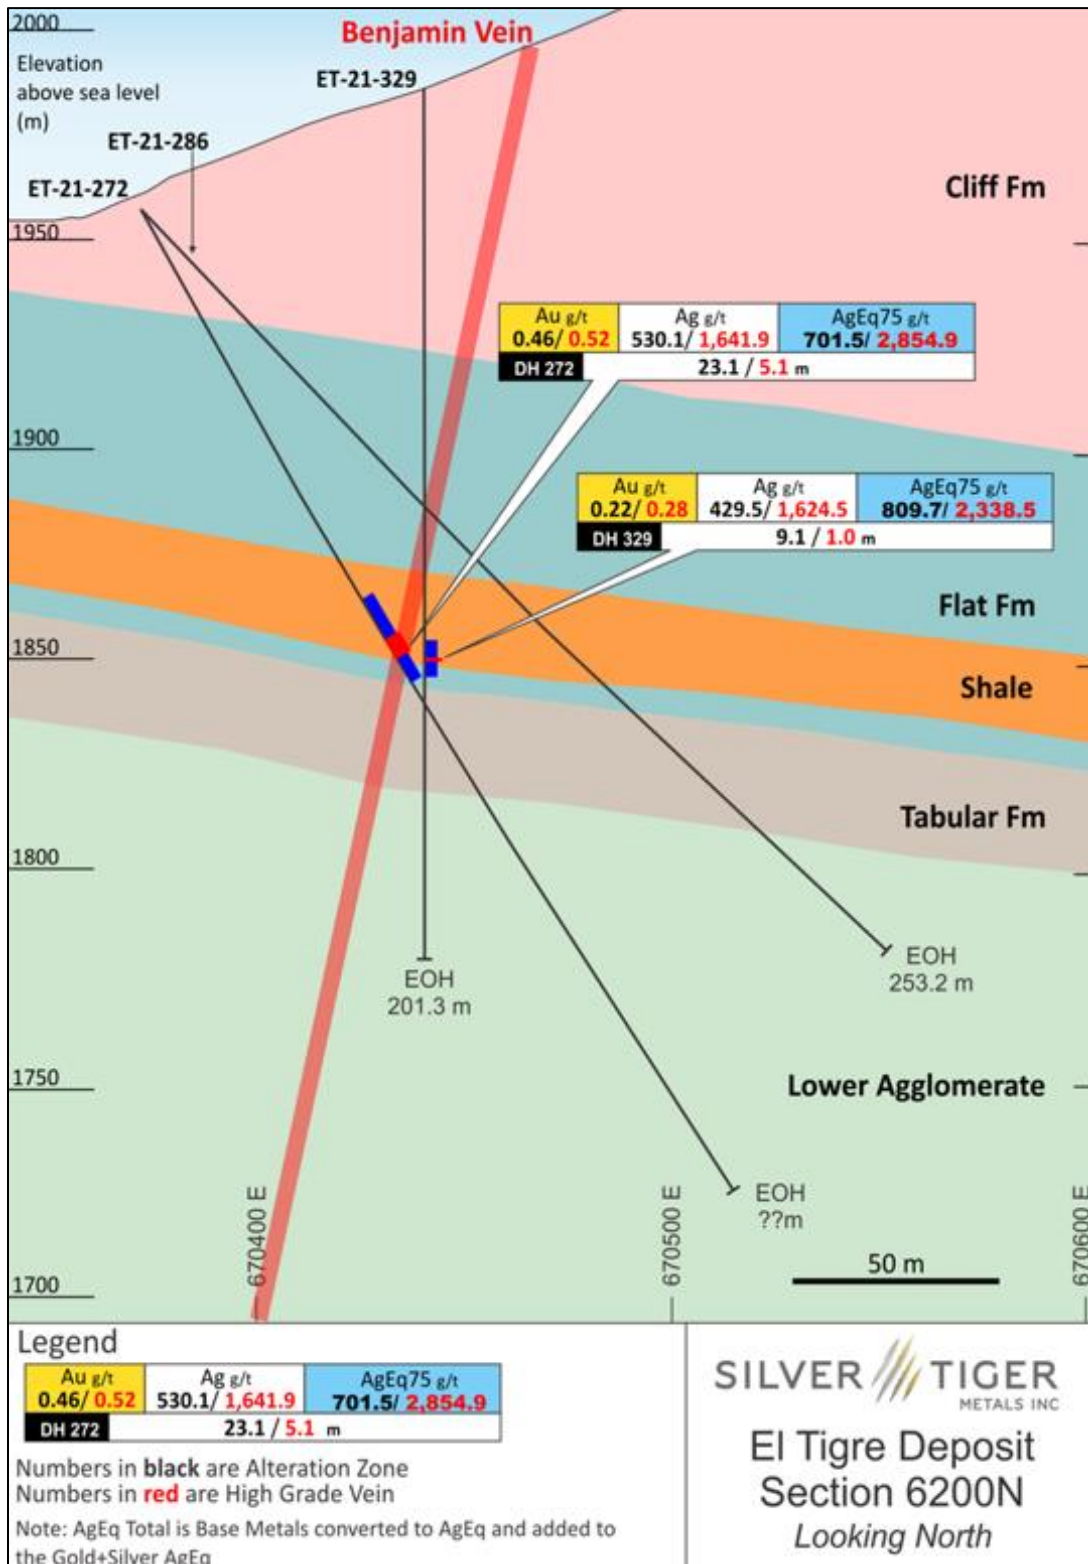 2000
Benjamin Vein
Elevation
above sea level
(m)
ET-21-329
ET-21-286
ET-21-272
Cliff Fm
1950
Au g/t Ag g/t AgEq75 g/t
0.46/ 0.52 530.1/ 1,641.9 701.5/ 2,854.9
DH 272 23.1 / 5.1 m
1900
Au g/t Ag g/t AgEq75 g/t
0.22/ 0.28 429.5/ 1,624.5 809.7/ 2,338.5
DH 329 9.1 / 1.0 m
Flat Fm
1850
Shale
Tabular Fm
1800
EOH
201.3 m
EOH
253.2 m
1750
Lower Agglomerate
EOH
??m
670400 E
670500 E
670600 E
50 m
1700
Legend
Au g/t Ag g/t AgEq75 g/t
0.46/ 0.52 530.1/ 1,641.9 701.5/ 2,854.9
DH 272 23.1 / 5.1 m
Numbers in black are Alteration Zone
Numbers in red are High Grade Vein
Note: AgEq Total is Base Metals converted to AgEq and added to
the Gold+Silver AgEq
SILVER TIGER
METALS INC
El Tigre Deposit
Section 6200N
Looking North